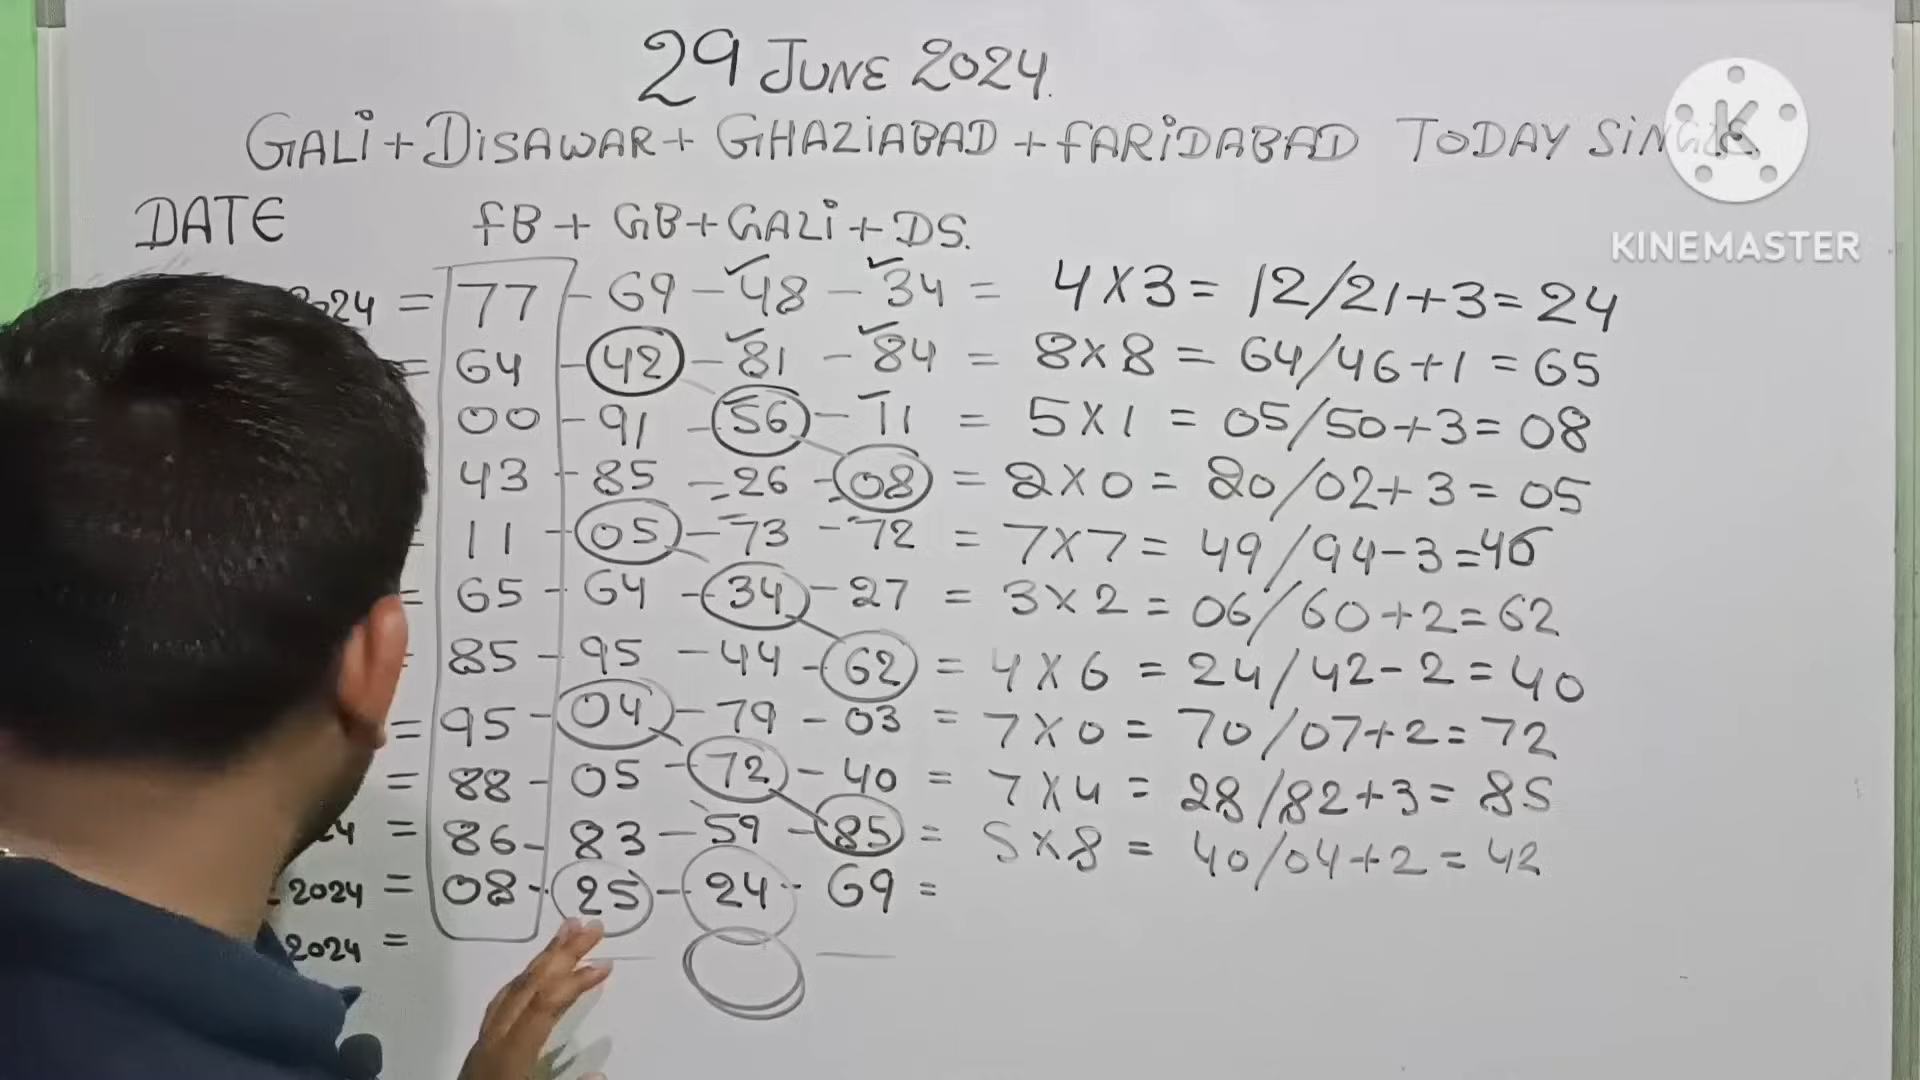 29 JUNE 2024.
GALI+DISAWAR+ GHAZIABAD +FARIDABAD TODAY SINGLE
KINEMASTER
DATE FB + GB+GALI+DS.
2024 = 77 - 69 - 48 - 34 = 4X3= 12/21+3=24
= 64 - 42 - 81 - 84 = 8X8 = 64/46+1 =65
00 - 91 - 56 - 11 = 5X1 = 05/50+3= 08
43 - 85 - 26 - 08 = 2X0 = 20/02+3 = 05
= 11 - 05 - 73 - 72 = 7X7= 49/94-3=46
= 65 - 64 - 34 - 27 = 3X2 = 06/60+2=62
= 85 - 95 - 44 - 62 = 4X6 = 24/42-2=40
= 95 - 04 - 79 - 03 = 7X0 = 70/07+2=72
= 88 - 05 - 72 - 40 = 7X4 = 28/82+3=85
24 = 86 - 83 - 59 - 85 = 5X8 = 40/04+2=42
2024 = 08 - 25 - 24 - 69 =
2024 =